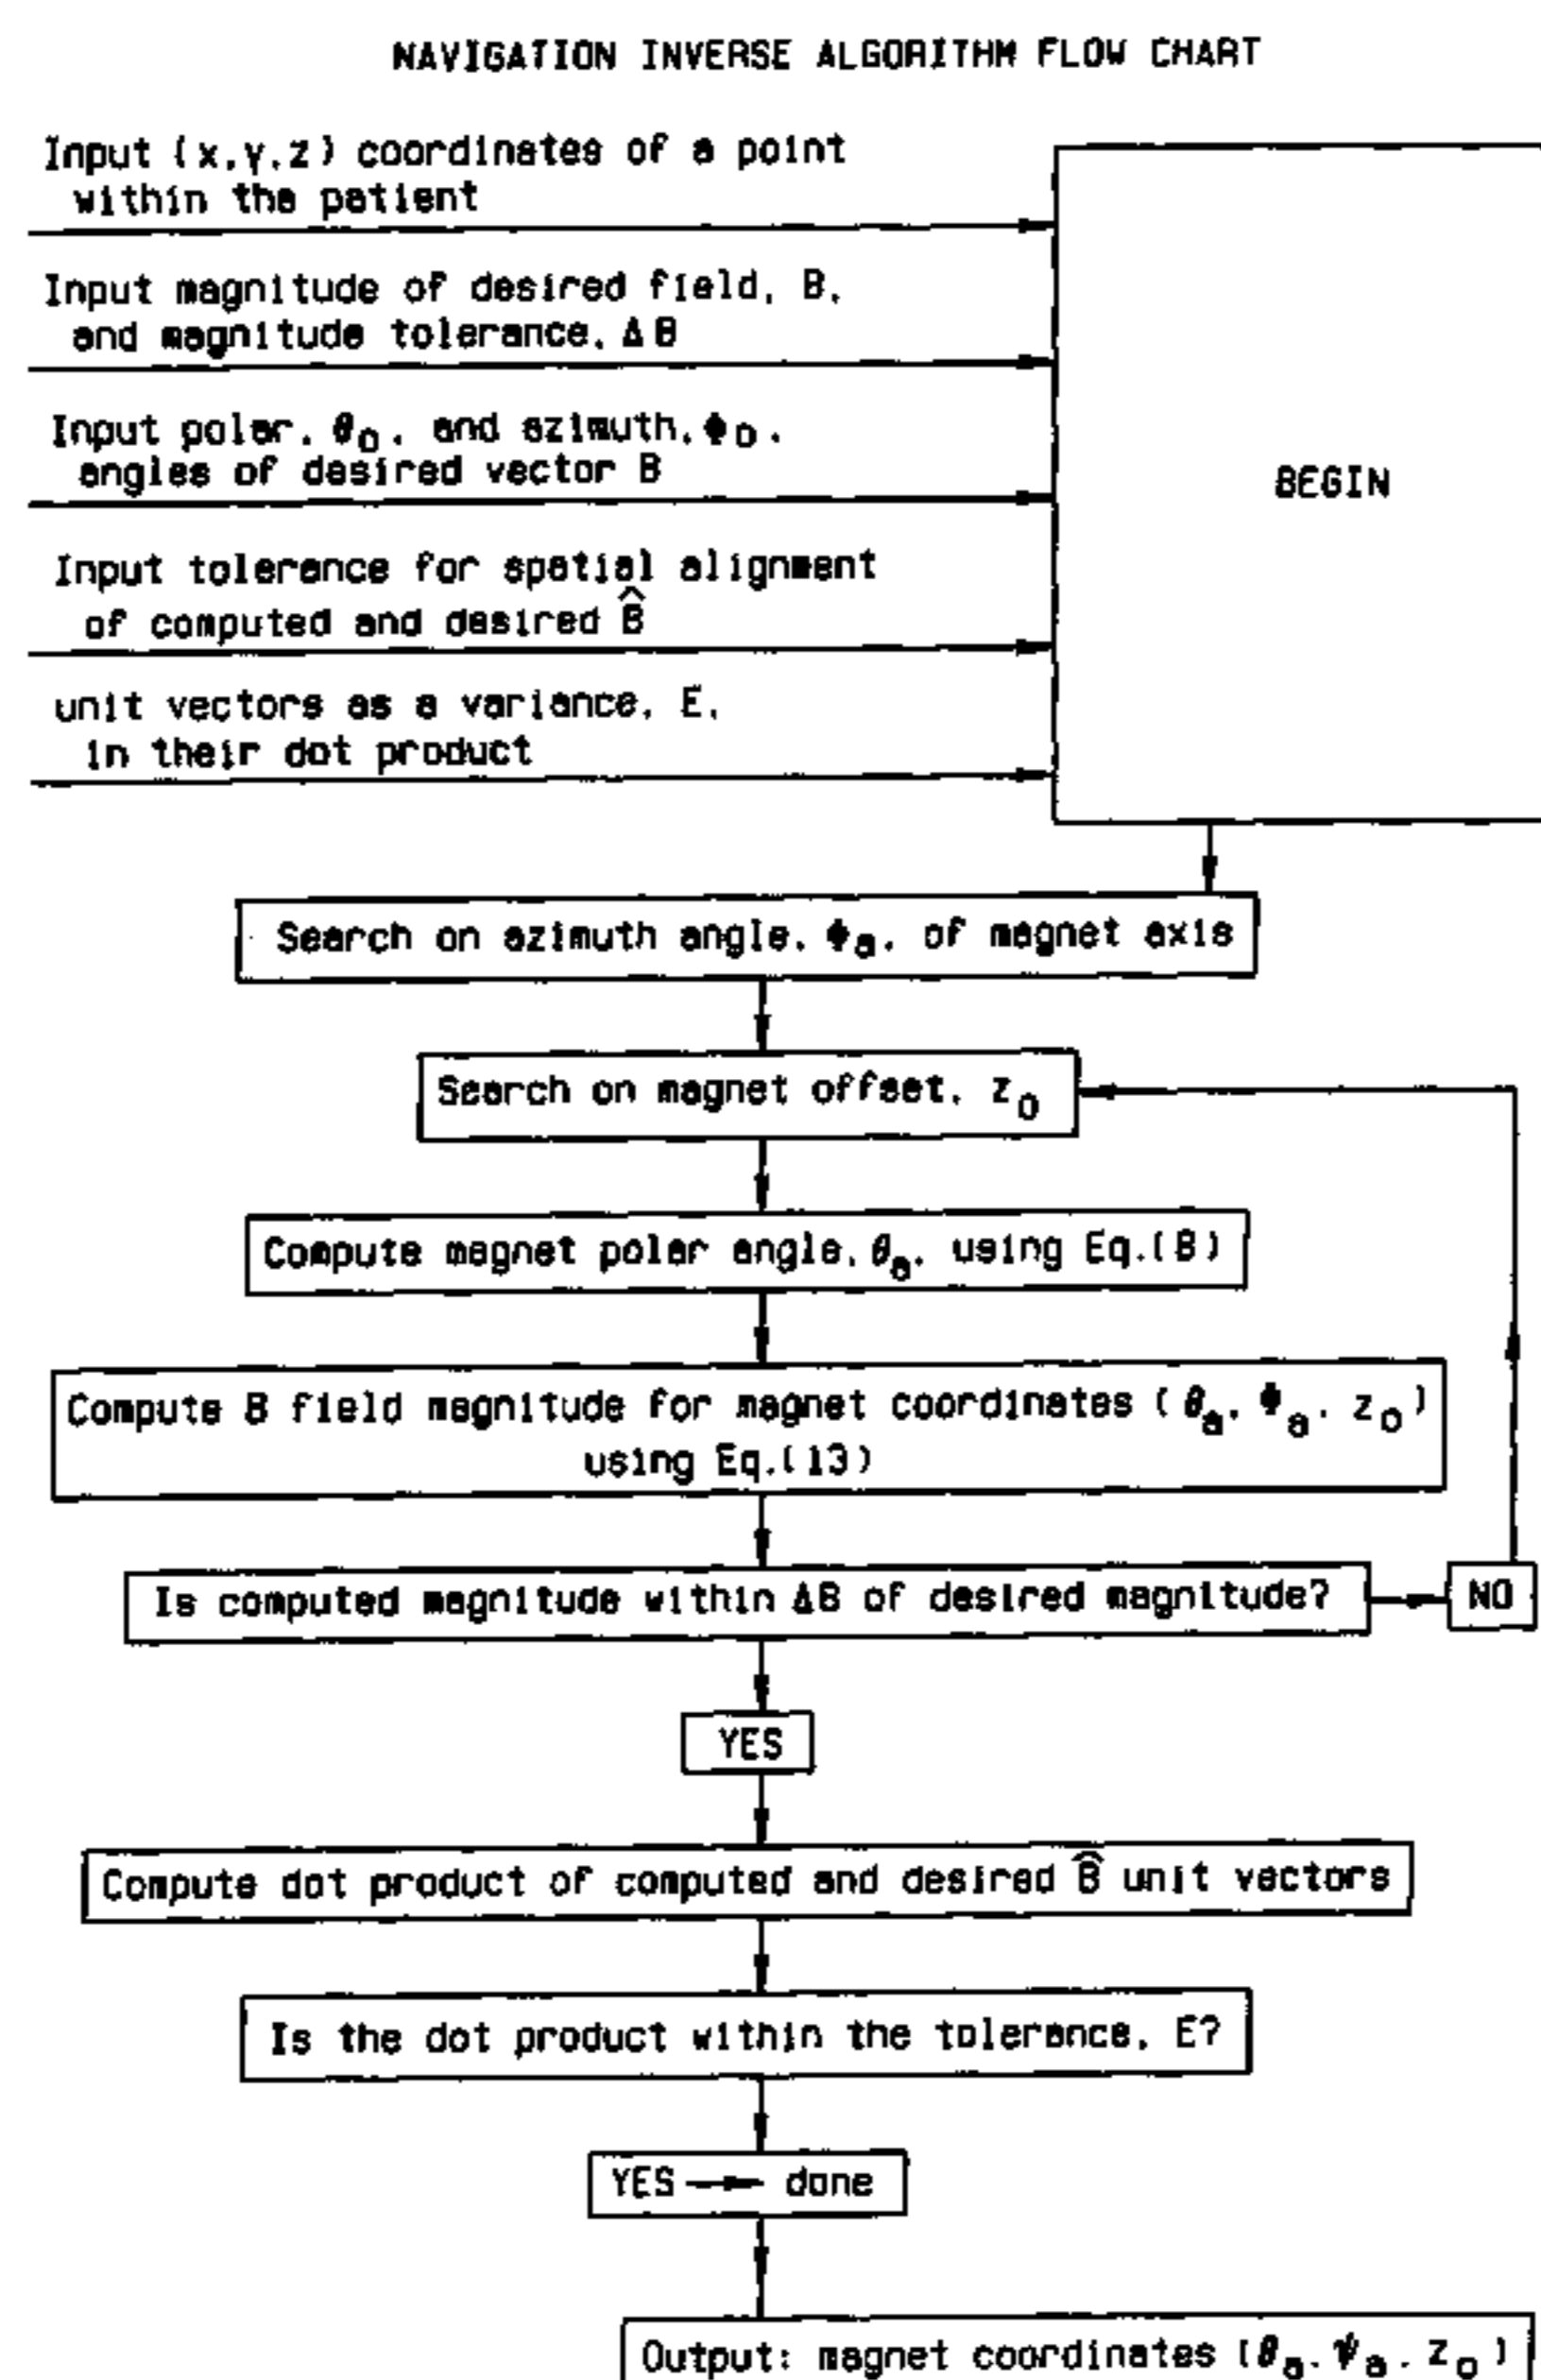 NAVIGATION INVERSE ALGORITHM FLOW CHART
Input (x,y,z) coordinates of a point
within the patient
Input magnitude of desired field, B,
and magnitude tolerance, ΔB
Input polar, θ₀, and azimuth, Φ₀,
angles of desired vector B
Input tolerance for spatial alignment
of computed and desired B̂
unit vectors as a variance, E,
in their dot product
BEGIN
Search on azimuth angle, Φₐ, of magnet axis
Search on magnet offset, z₀
Compute magnet polar angle, θₐ, using Eq.(8)
Compute B field magnitude for magnet coordinates (θₐ, Φₐ, z₀)
using Eq.(13)
Is computed magnitude within ΔB of desired magnitude?
NO
YES
Compute dot product of computed and desired B̂ unit vectors
Is the dot product within the tolerance, E?
YES → done
Output: magnet coordinates (θₐ, ψₐ, z₀)